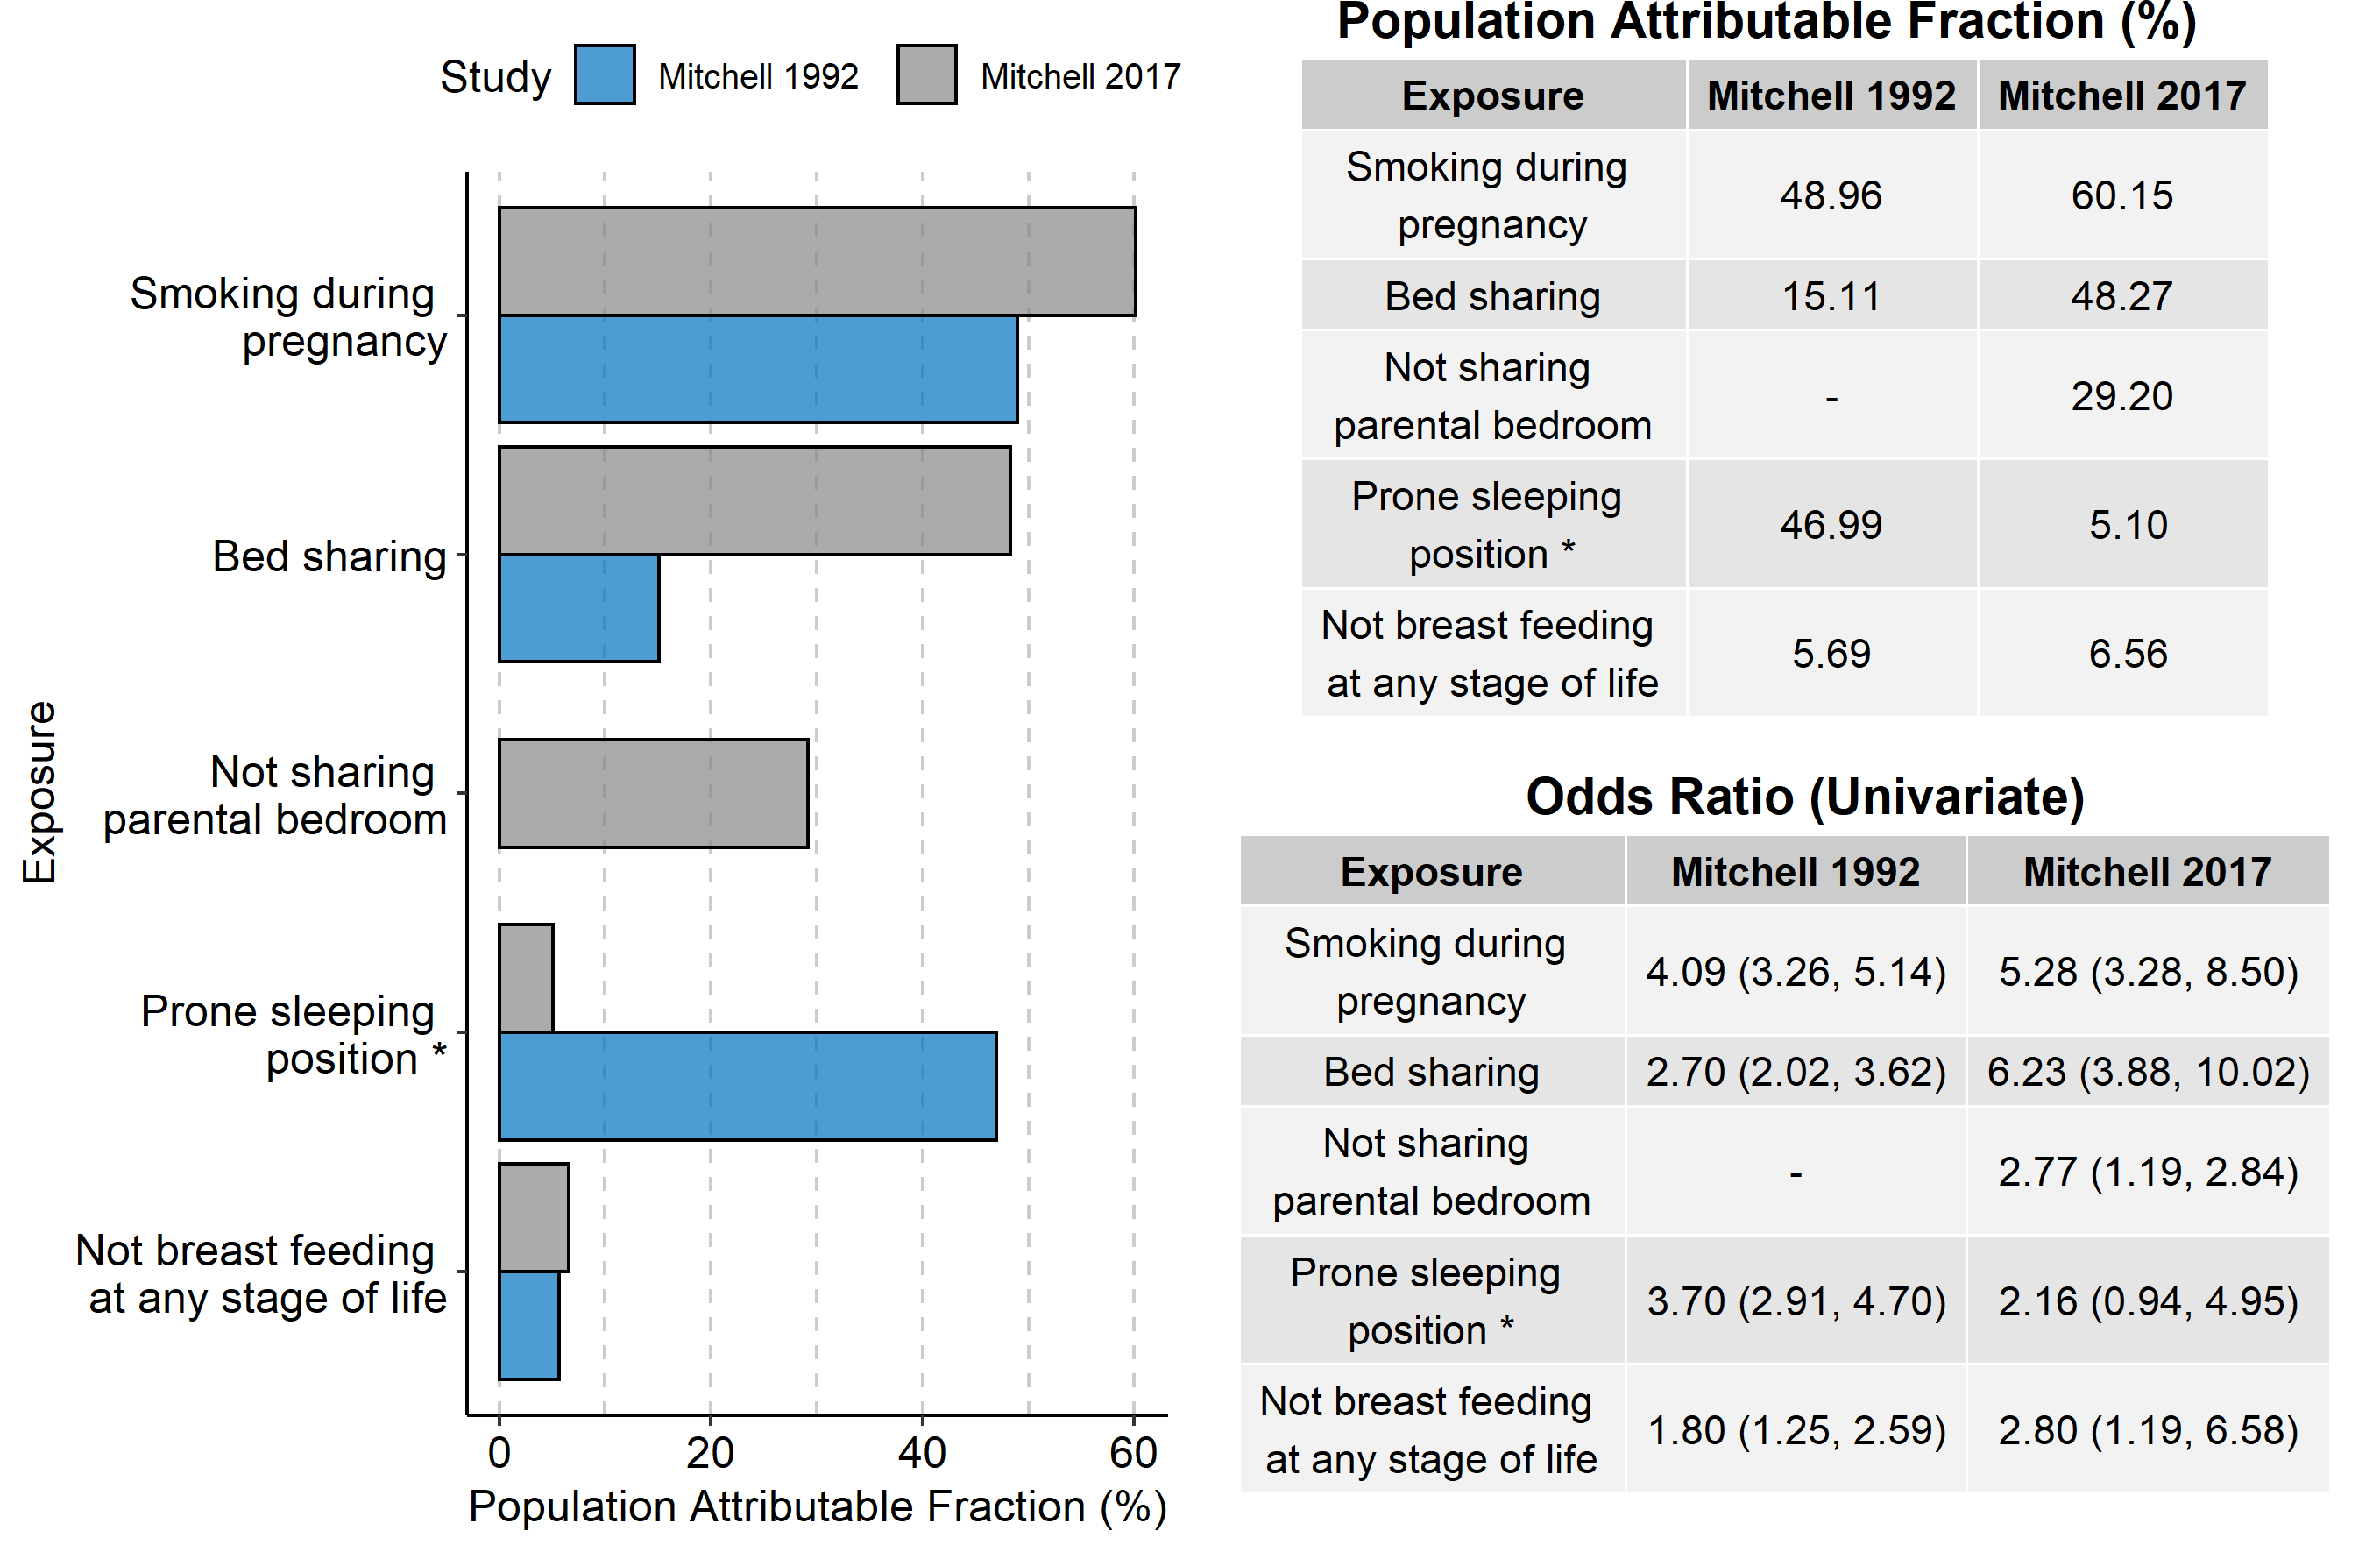 Study Mitchell 1992 Mitchell 2017
Exposure
Smoking during
pregnancy
Bed sharing
Not sharing
parental bedroom
Prone sleeping
position *
Not breast feeding
at any stage of life
0 20 40 60
Population Attributable Fraction (%)
Population Attributable Fraction (%)
Exposure Mitchell 1992 Mitchell 2017
Smoking during
pregnancy 48.96 60.15
Bed sharing 15.11 48.27
Not sharing
parental bedroom - 29.20
Prone sleeping
position * 46.99 5.10
Not breast feeding
at any stage of life 5.69 6.56
Odds Ratio (Univariate)
Exposure Mitchell 1992 Mitchell 2017
Smoking during
pregnancy 4.09 (3.26, 5.14) 5.28 (3.28, 8.50)
Bed sharing 2.70 (2.02, 3.62) 6.23 (3.88, 10.02)
Not sharing
parental bedroom - 2.77 (1.19, 2.84)
Prone sleeping
position * 3.70 (2.91, 4.70) 2.16 (0.94, 4.95)
Not breast feeding
at any stage of life 1.80 (1.25, 2.59) 2.80 (1.19, 6.58)